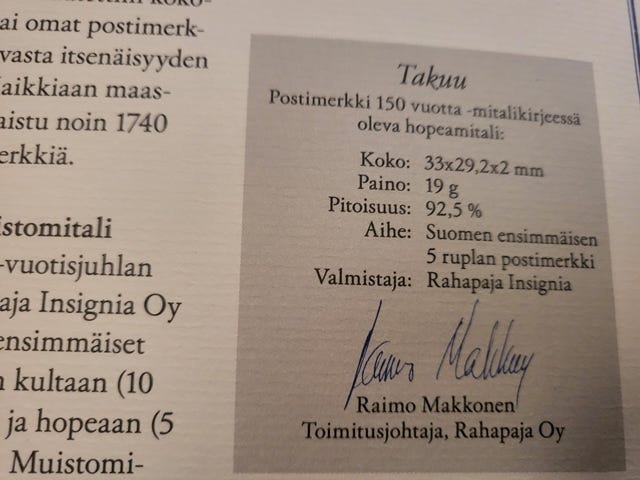 ai omat postimerk-
vasta itsenäisyyden
aikkiaan maas-
aistu noin 1740
erkkiä.
istomitali
-vuotisjuhlan
aja Insignia Oy
ensimmäiset
kultaan (10
ja hopeaan (5
Muistomi-
Takuu
Postimerkki 150 vuotta -mitalikirjeessä
oleva hopeamitali:
Koko: 33x29,2x2 mm
Paino: 19 g
Pitoisuus: 92,5 %
Aihe: Suomen ensimmäisen
5 ruplan postimerkki
Valmistaja: Rahapaja Insignia
Raimo Makkonen
Toimitusjohtaja, Rahapaja Oy